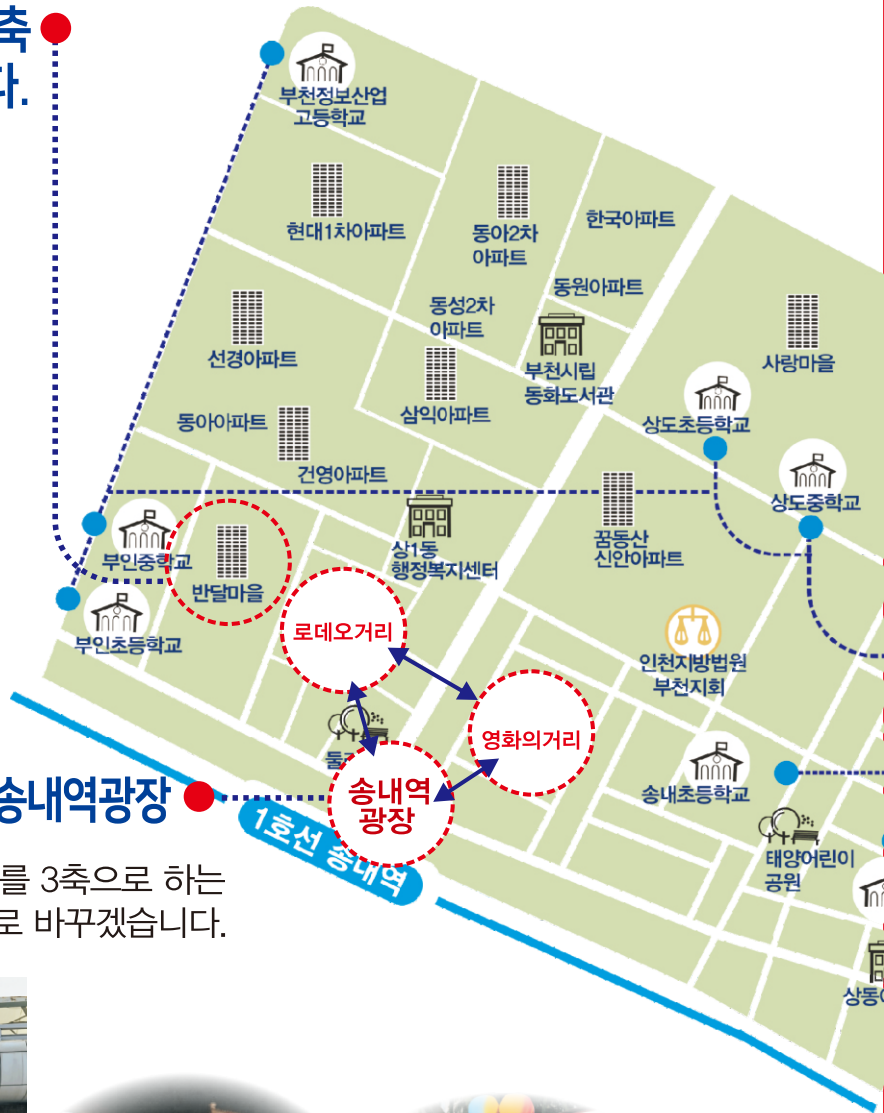 축
다.
부천정보산업
고등학교
현대1차아파트
동아2차
아파트
한국아파트
동원아파트
동성2차
아파트
선경아파트
부천시립
동화도서관
사랑마을
삼익아파트
동아아파트
상도초등학교
건영아파트
상도중학교
꿈동산
신안아파트
상1동
행정복지센터
부인중학교
반달마을
부인초등학교
로데오거리
인천지방법원
부천지회
영화의거리
송내역
광장
송내초등학교
송내역광장
1호선 송내역
태양어린이
공원
를 3축으로 하는
로 바꾸겠습니다.